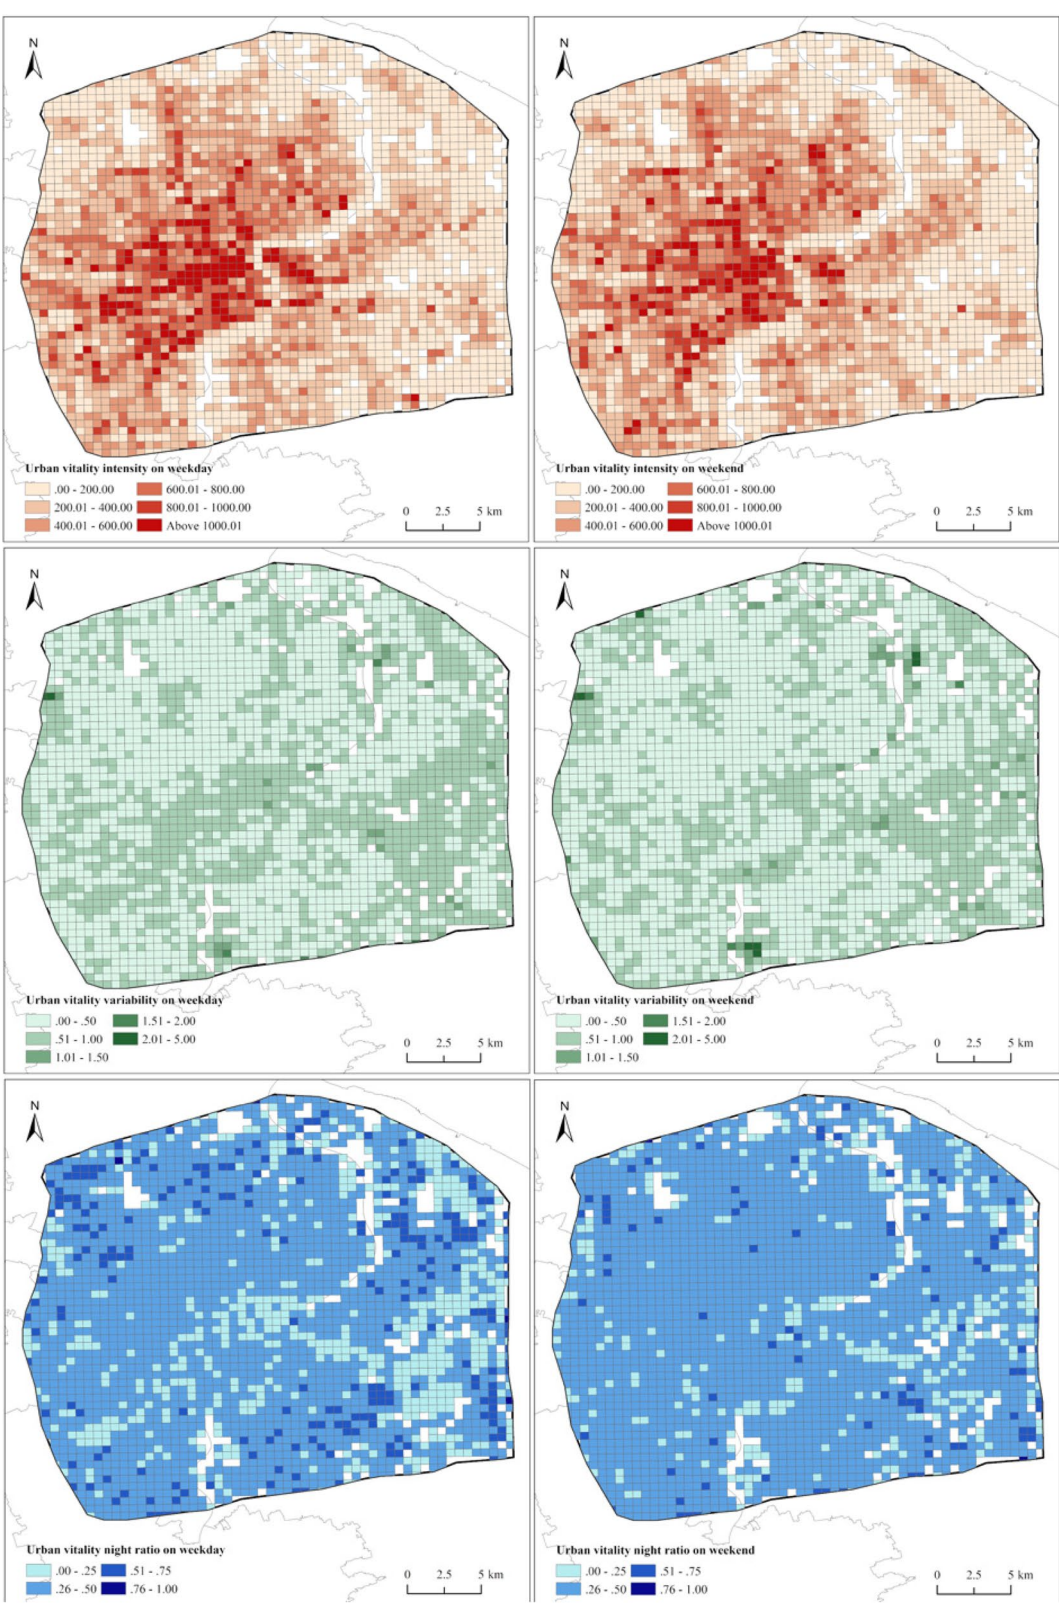 N
Urban vitality intensity on weekday
.00 - 200.00 600.01 - 800.00
200.01 - 400.00 800.01 - 1000.00
400.01 - 600.00 Above 1000.01
0 2.5 5 km
N
Urban vitality intensity on weekend
.00 - 200.00 600.01 - 800.00
200.01 - 400.00 800.01 - 1000.00
400.01 - 600.00 Above 1000.01
0 2.5 5 km
N
Urban vitality variability on weekday
.00 - .50 1.51 - 2.00
.51 - 1.00 2.01 - 5.00
1.01 - 1.50
0 2.5 5 km
N
Urban vitality variability on weekend
.00 - .50 1.51 - 2.00
.51 - 1.00 2.01 - 5.00
1.01 - 1.50
0 2.5 5 km
N
Urban vitality night ratio on weekday
.00 - .25 .51 - .75
.26 - .50 .76 - 1.00
0 2.5 5 km
N
Urban vitality night ratio on weekend
.00 - .25 .51 - .75
.26 - .50 .76 - 1.00
0 2.5 5 km